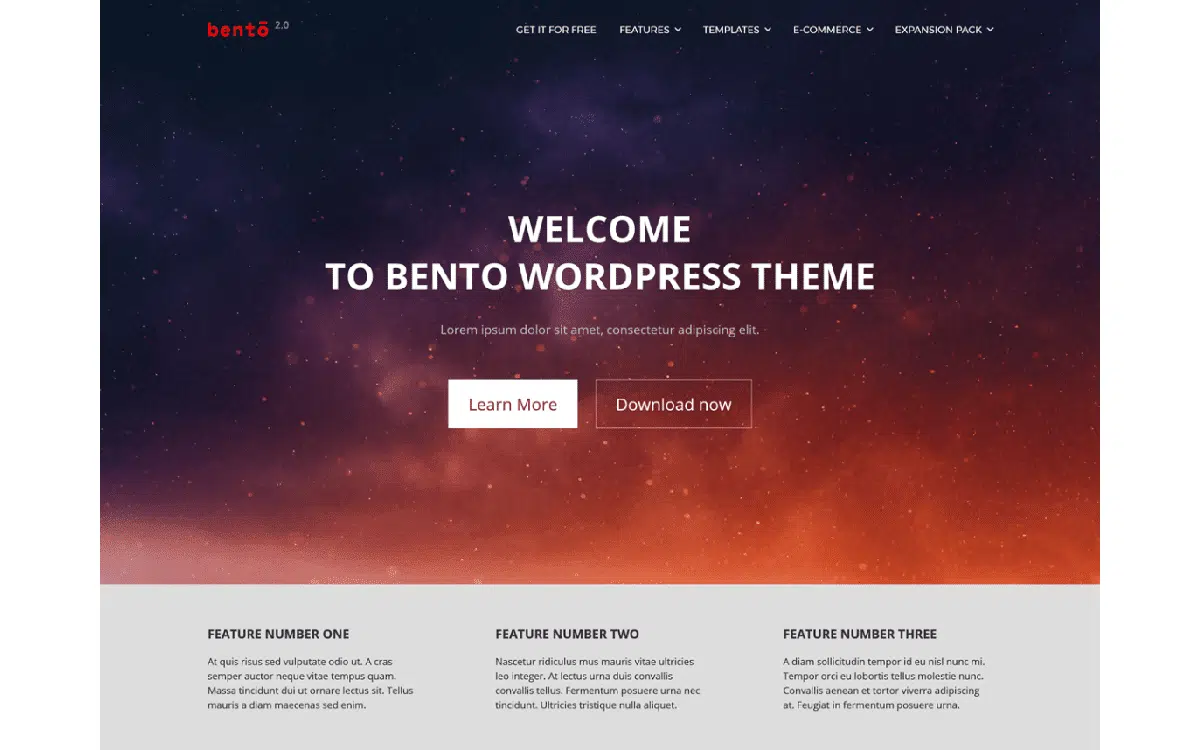 bentō 2.0
GET IT FOR FREE FEATURES TEMPLATES E-COMMERCE EXPANSION PACK
WELCOME
TO BENTO WORDPRESS THEME
Lorem ipsum dolor sit amet, consectetur adipiscing elit.
Learn More
Download now
FEATURE NUMBER ONE
At quis risus sed vulputate odio ut. A cras
semper auctor neque vitae tempus quam.
Massa tincidunt dui ut ornare lectus sit. Tellus
mauris a diam maecenas sed enim.
FEATURE NUMBER TWO
Nascetur ridiculus mus mauris vitae ultricies
leo integer. At lectus urna duis convallis
convallis tellus. Fermentum posuere urna nec
tincidunt. Ultricies tristique nulla aliquet.
FEATURE NUMBER THREE
A diam sollicitudin tempor id eu nisl nunc mi.
Tempor orci eu lobortis tellus molestie nunc.
Convallis aenean et tortor viverra adipiscing
at. Feugiat in fermentum posuere urna.